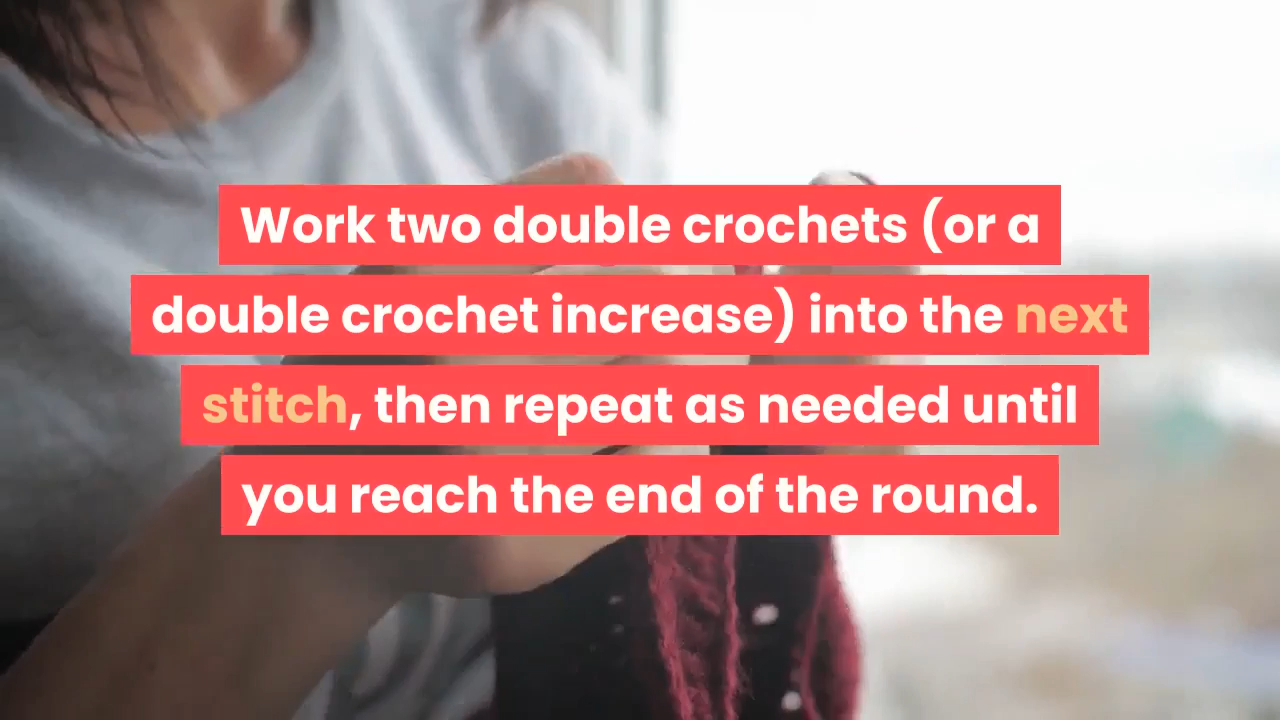 Work two double crochets (or a
double crochet increase) into the next
stitch, then repeat as needed until
you reach the end of the round.